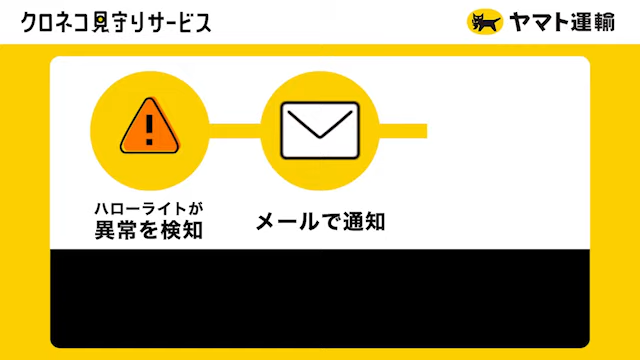 クロネコ見守りサービス
ヤマト運輸
ハローライトが
異常を検知
メールで通知